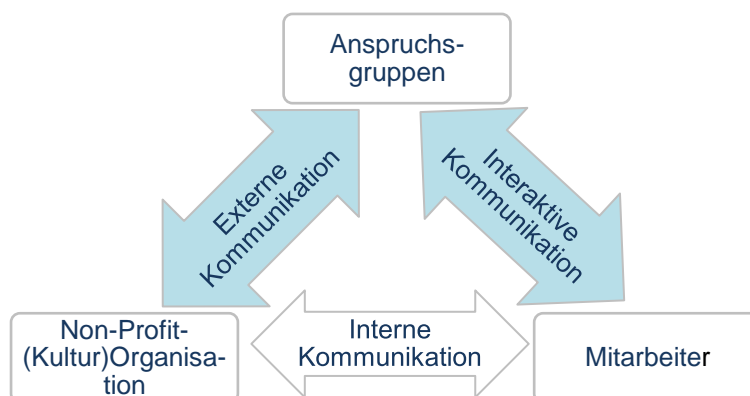 Anspruchs-
gruppen
Externe
Kommunikation
Interaktive
Kommunikation
Non-Profit-
(Kultur)Organisa-
tion
Interne
Kommunikation
Mitarbeiter